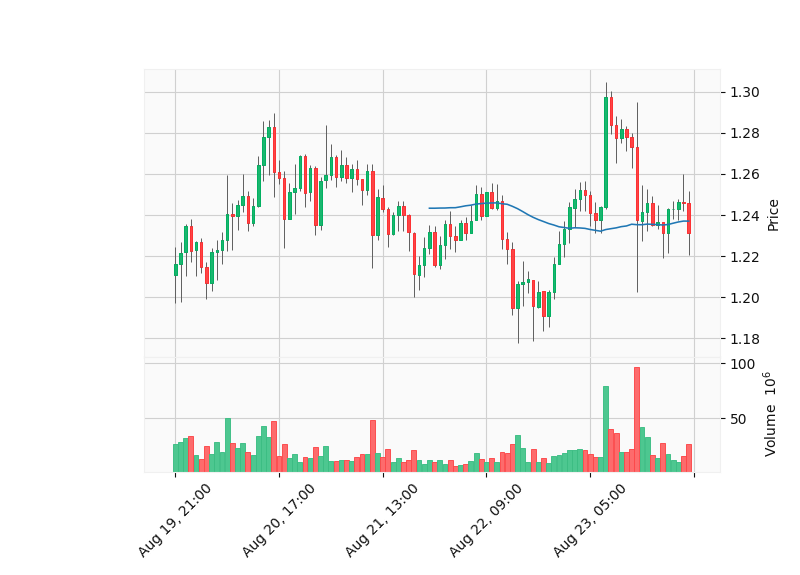 1.30
1.28
1.26
1.24
1.22
1.20
1.18
Price
100
50
Volume 10^6
Aug 19, 21:00
Aug 20, 17:00
Aug 21, 13:00
Aug 22, 09:00
Aug 23, 05:00